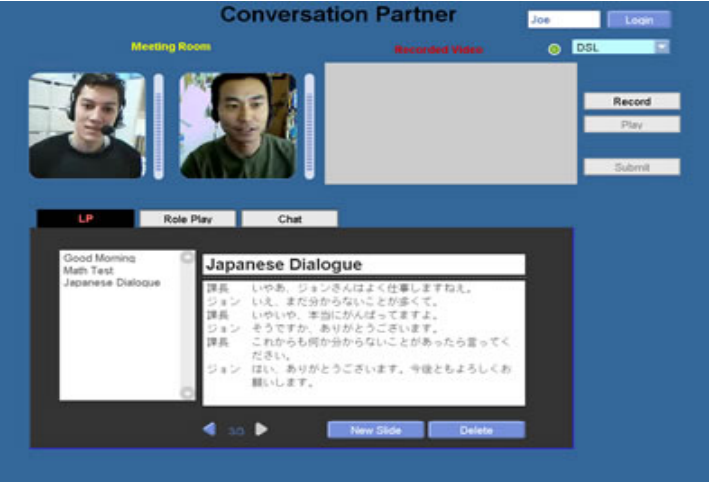 Conversation Partner
Joe
Login
Meeting Room
Recorded Video
DSL
Record
Play
Submit
LP
Role Play
Chat
Good Morning
Math Test
Japanese Dialogue
Japanese Dialogue
課長 いやあ、ジョンさんはよく仕事しますねえ。
ジョン いえ、まだ分からないことが多くて。
課長 いやいや、本当にがんばってますよ。
ジョン そうですか、ありがとうございます。
課長 これからも何か分からないことがあったら言ってく
ださい。
ジョン はい、ありがとうございます。今後ともよろしくお
願いします。
3/3
New Slide
Delete